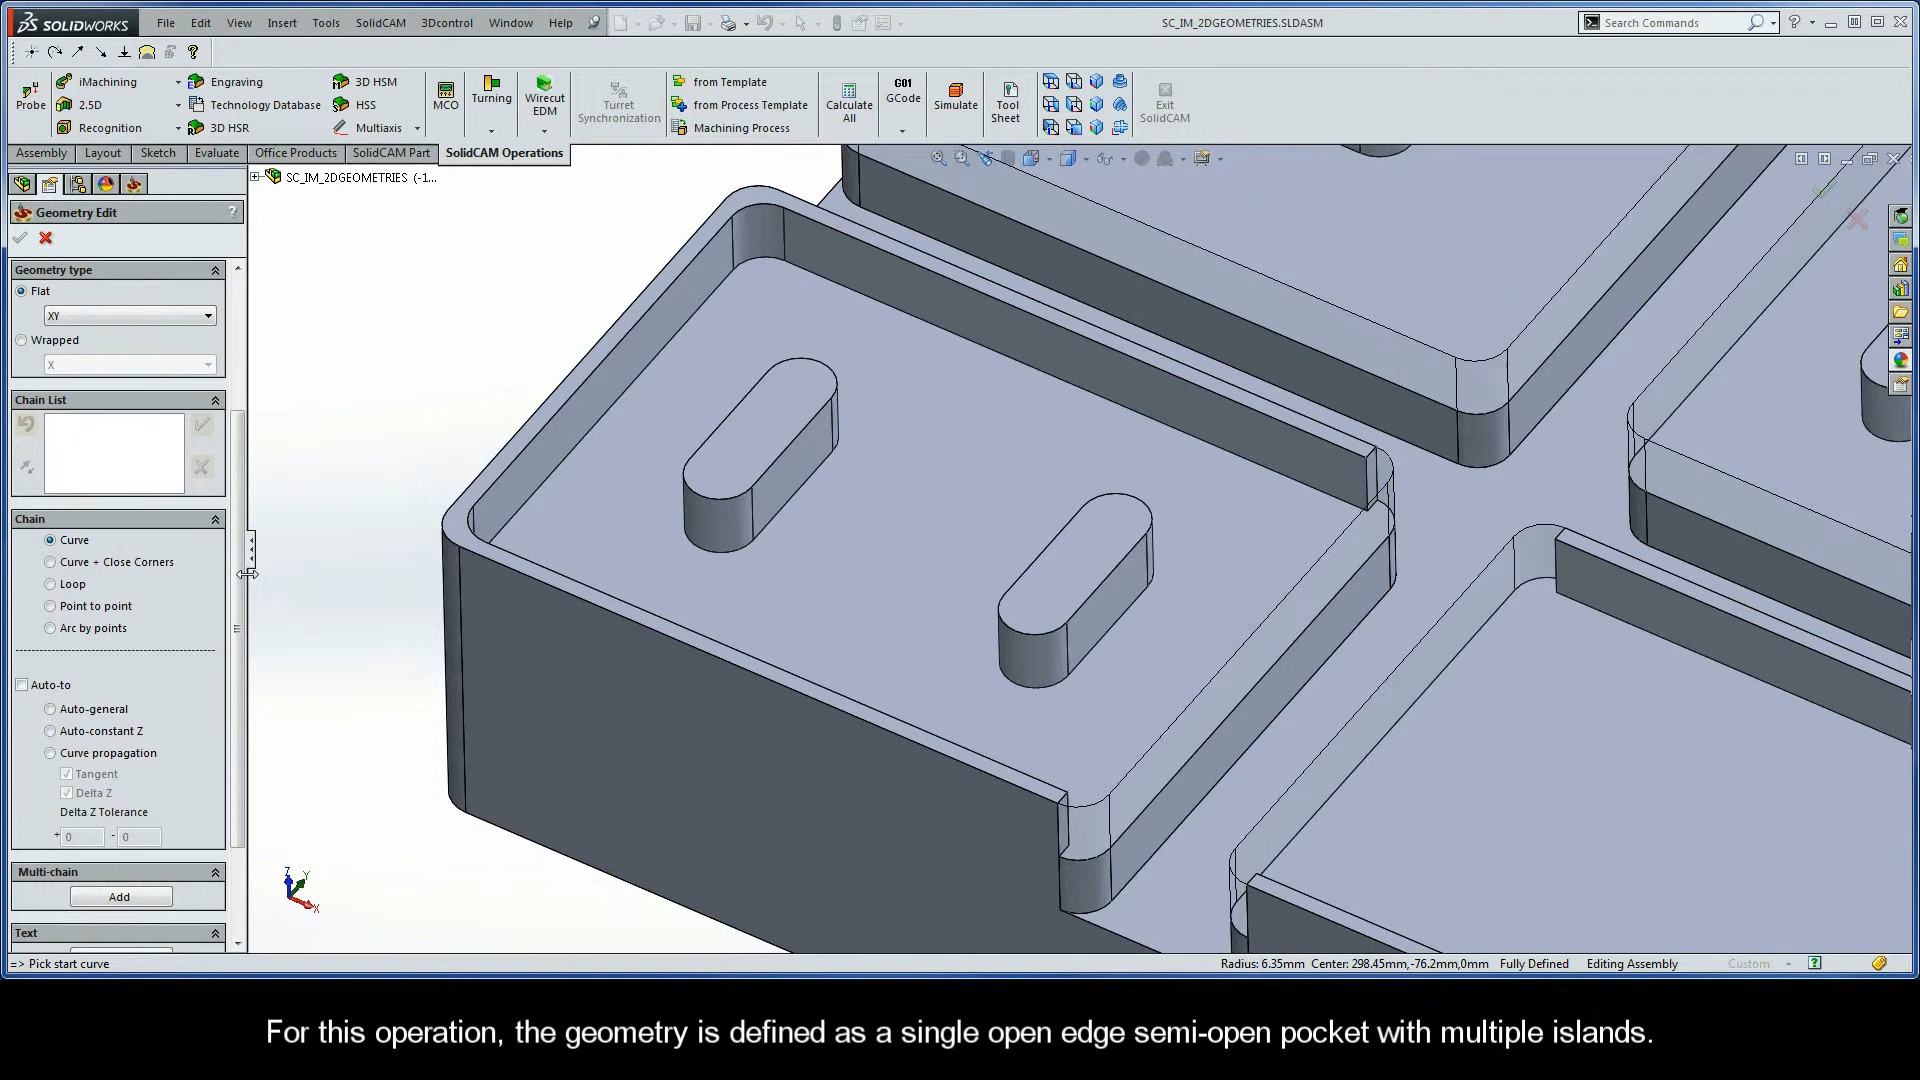 SOLIDWORKS File Edit View Insert Tools SolidCAM 3Dcontrol Window Help SC_IM_2DGEOMETRIES.SLDASM Search Commands
Probe
iMachining
2.5D
Recognition
Engraving
Technology Database
3D HSR
3D HSM
HSS
Multiaxis
MCO
Turning
Wirecut
EDM
Turret
Synchronization
from Template
from Process Template
Machining Process
Calculate
All
G01
GCode
Simulate
Tool
Sheet
Exit
SolidCAM
Assembly Layout Sketch Evaluate Office Products SolidCAM Part SolidCAM Operations
SC_IM_2DGEOMETRIES (-1...
Geometry Edit ?
Geometry type
Flat
XY
Wrapped
X
Chain List
Chain
Curve
Curve + Close Corners
Loop
Point to point
Arc by points
Auto-to
Auto-general
Auto-constant Z
Curve propagation
Tangent
Delta Z
Delta Z Tolerance
+ 0 - 0
Multi-chain
Add
Text
Z
Y
X
=> Pick start curve Radius: 6.35mm Center: 298.45mm,-76.2mm,0mm Fully Defined Editing Assembly Custom
For this operation, the geometry is defined as a single open edge semi-open pocket with multiple islands.